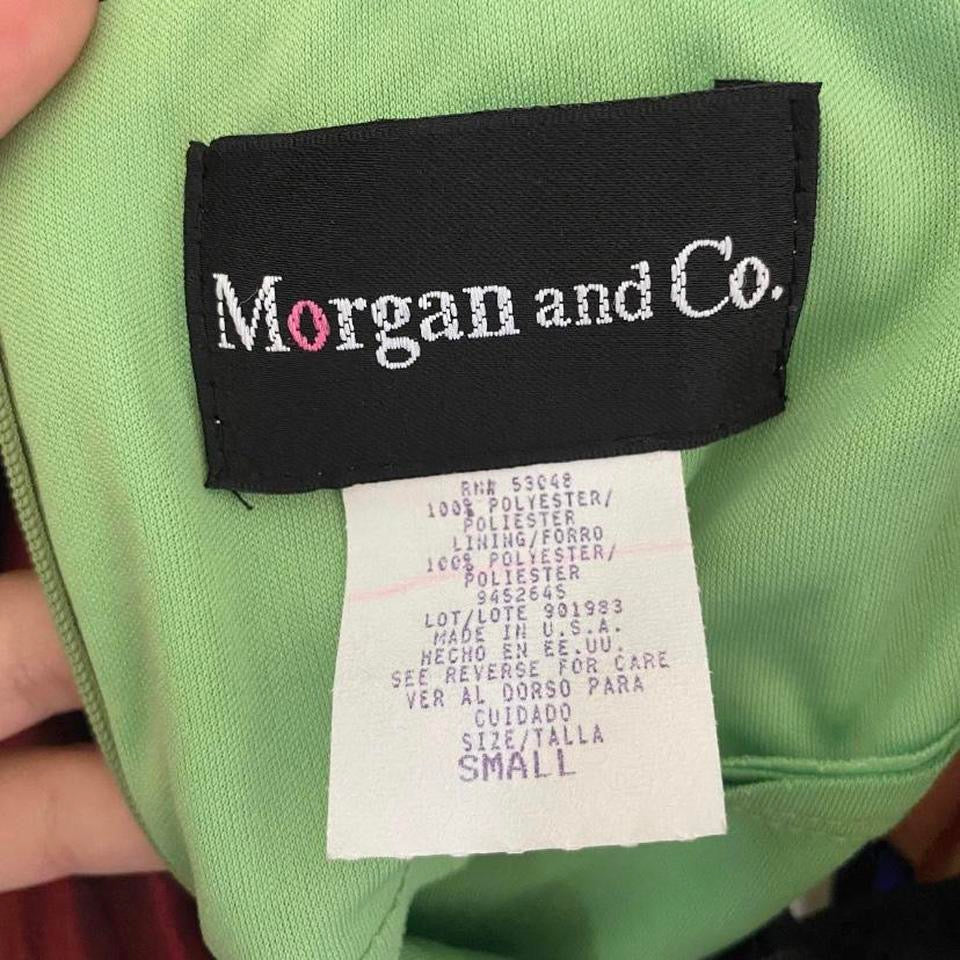 Morgan and Co.
RN# 53048
100% POLYESTER/
POLIESTER
LINING/FORRO
100% POLYESTER/
POLIESTER
9452645
LOT/LOTE 901983
MADE IN U.S.A.
HECHO EN EE.UU.
SEE REVERSE FOR CARE
VER AL DORSO PARA
CUIDADO
SIZE/TALLA
SMALL